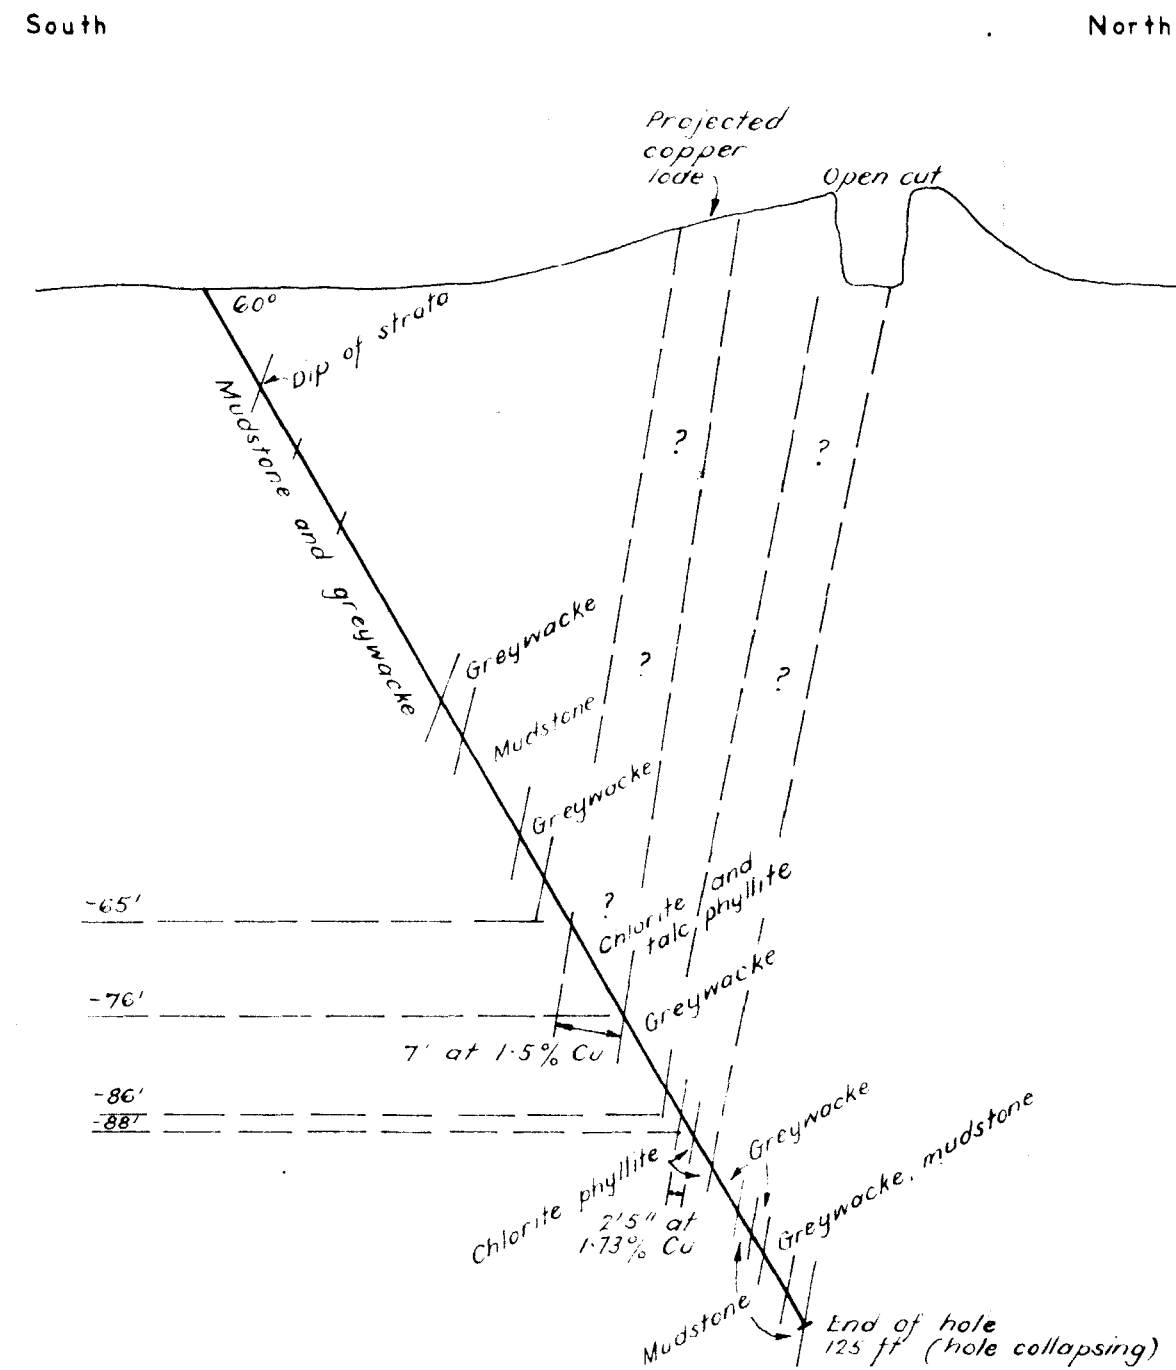 South
North
Projected
copper
lode
Open cut
60°
Dip of strata
Mudstone and greywacke
?
?
Greywacke
?
?
Mudstone
Greywacke
-65'
?
Chlorite and
talc phyllite
-76'
Greywacke
7' at 1.5% Cu
-86'
-88'
Greywacke
Chlorite phyllite
Greywacke, mudstone
2'5" at
1.73% Cu
Mudstone
End of hole
125 ft (hole collapsing)